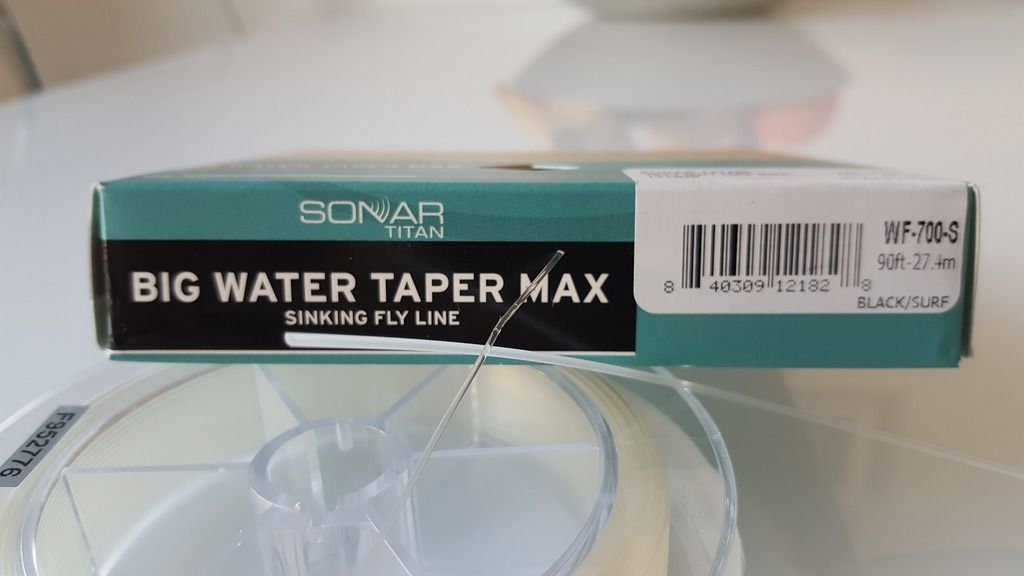 SONAR
TITAN
BIG WATER TAPER MAX
SINKING FLY LINE
WF-700-S
90ft-27.4m
8 40309 12182 8
BLACK/SURF
F952776